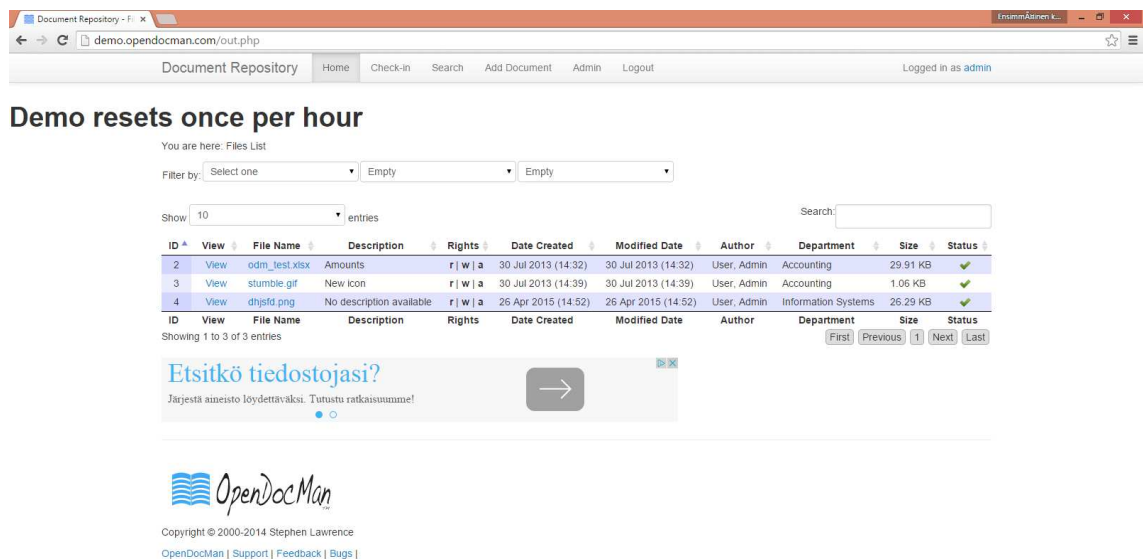 Document Repository - Fi
EnsimmÄinen k...
demo.opendocman.com/out.php
Document Repository Home Check-in Search Add Document Admin Logout Logged in as admin
Demo resets once per hour
You are here: Files List
Filter by: Select one Empty Empty
Show 10 entries Search:
ID View File Name Description Rights Date Created Modified Date Author Department Size Status
2 View odm_test.xlsx Amounts r | w | a 30 Jul 2013 (14:32) 30 Jul 2013 (14:32) User, Admin Accounting 29.91 KB
3 View stumble.gif New icon r | w | a 30 Jul 2013 (14:39) 30 Jul 2013 (14:39) User, Admin Accounting 1.06 KB
4 View dhjsfd.png No description available r | w | a 26 Apr 2015 (14:52) 26 Apr 2015 (14:52) User, Admin Information Systems 26.29 KB
ID View File Name Description Rights Date Created Modified Date Author Department Size Status
Showing 1 to 3 of 3 entries First Previous 1 Next Last
Etsitkö tiedostojasi?
Järjestä aineisto löydettäväksi. Tutustu ratkaisuumme!
OpenDocMan
Copyright © 2000-2014 Stephen Lawrence
OpenDocMan | Support | Feedback | Bugs |